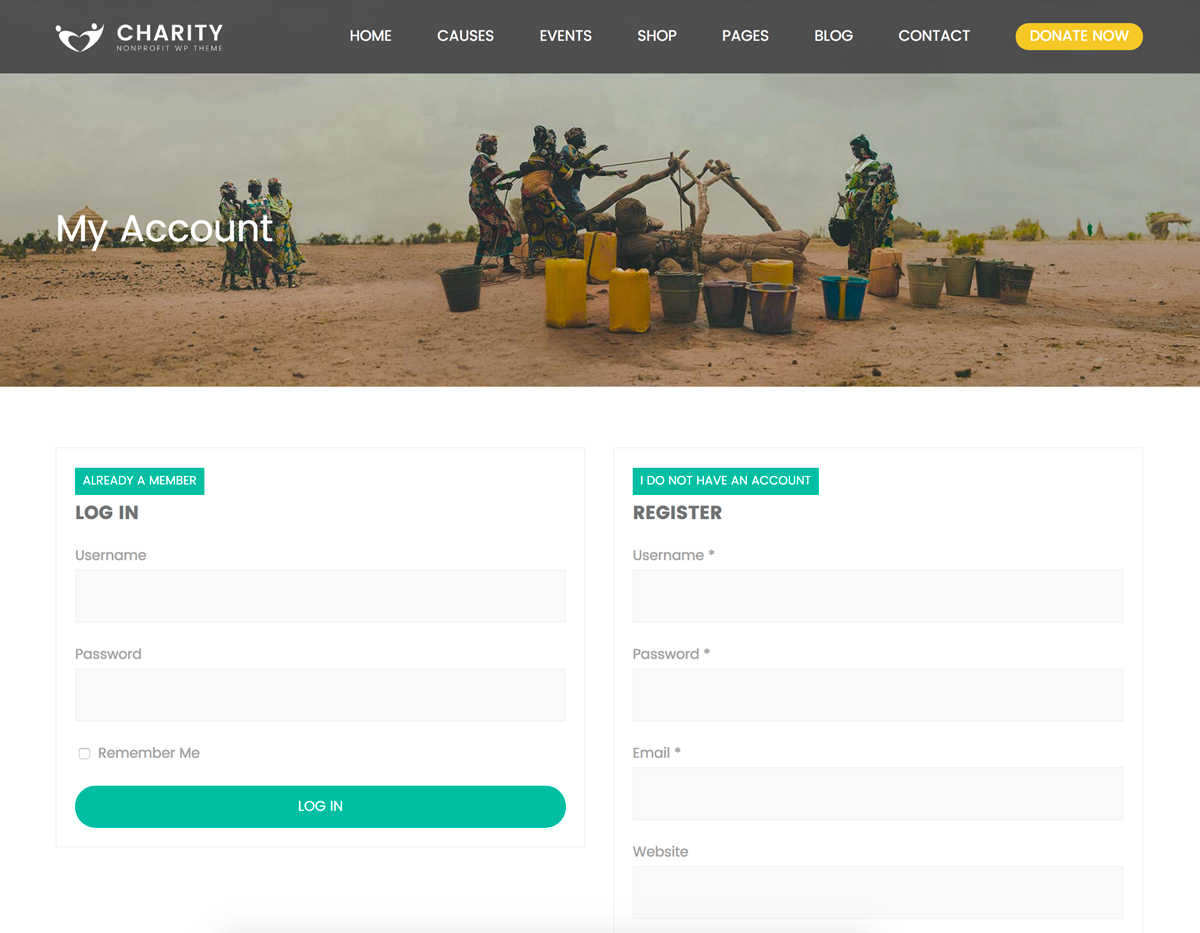 CHARITY
NONPROFIT WP THEME
HOME CAUSES EVENTS SHOP PAGES BLOG CONTACT DONATE NOW
My Account
ALREADY A MEMBER
LOG IN
Username
Password
Remember Me
LOG IN
I DO NOT HAVE AN ACCOUNT
REGISTER
Username *
Password *
Email *
Website